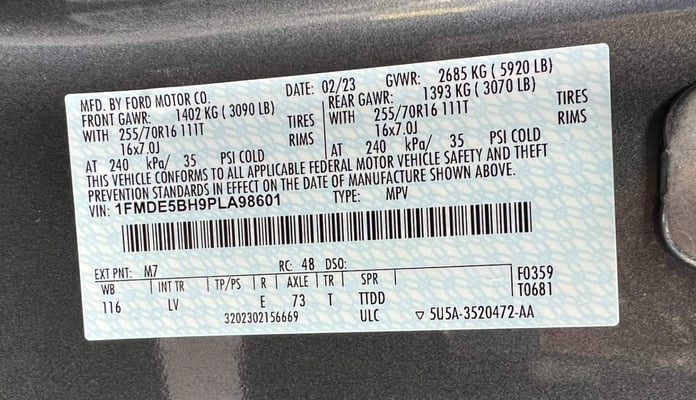 MFD. BY FORD MOTOR CO. DATE: 02/23 GVWR: 2685 KG ( 5920 LB)
FRONT GAWR: 1402 KG ( 3090 LB) REAR GAWR: 1393 KG ( 3070 LB)
WITH 255/70R16 111T TIRES WITH 255/70R16 111T TIRES
16x7.0J RIMS 16x7.0J RIMS
AT 240 kPa/ 35 PSI COLD AT 240 kPa/ 35 PSI COLD
THIS VEHICLE CONFORMS TO ALL APPLICABLE FEDERAL MOTOR VEHICLE SAFETY AND THEFT
PREVENTION STANDARDS IN EFFECT ON THE DATE OF MANUFACTURE SHOWN ABOVE.
VIN: 1FMDE5BH9PLA98601 TYPE: MPV
EXT PNT: M7 RC: 48 DSO:
WB INT TR TP/PS R AXLE TR SPR F0359
116 LV E 73 T TTDD T0681
3202302156669 ULC ▽ 5U5A-3520472-AA